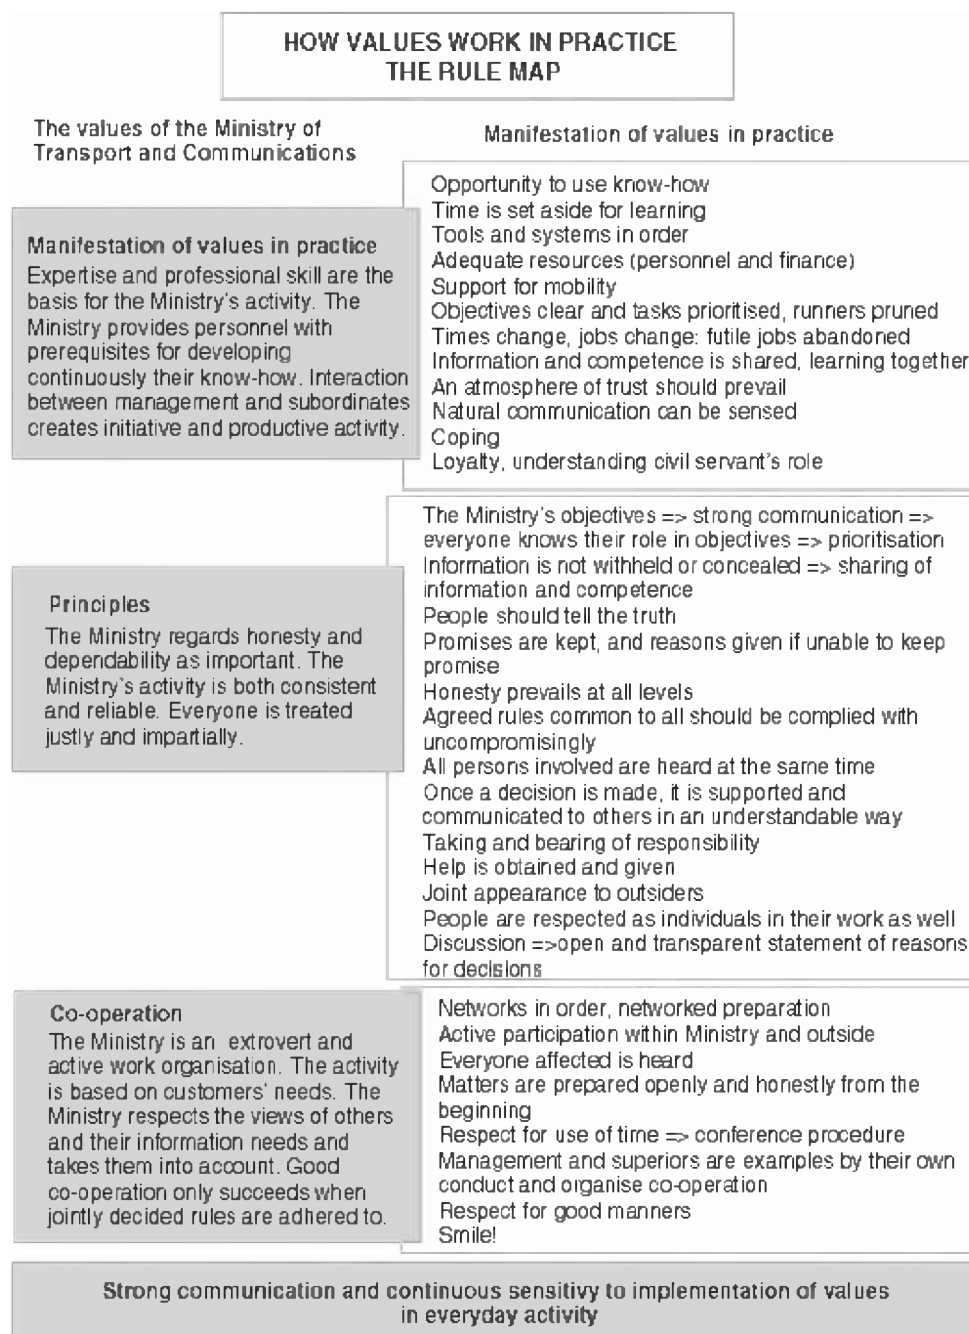 HOW VALUES WORK IN PRACTICE
THE RULE MAP
The values of the Ministry of
Transport and Communications
Manifestation of values in practice
Manifestation of values in practice
Expertise and professional skill are the
basis for the Ministry's activity. The
Ministry provides personnel with
prerequisites for developing
continuously their know-how. Interaction
between management and subordinates
creates initiative and productive activity.
Opportunity to use know-how
Time is set aside for learning
Tools and systems in order
Adequate resources (personnel and finance)
Support for mobility
Objectives clear and tasks prioritised, runners pruned
Times change, jobs change: futile jobs abandoned
Information and competence is shared, learning together
An atmosphere of trust should prevail
Natural communication can be sensed
Coping
Loyalty, understanding civil servant's role
Principles
The Ministry regards honesty and
dependability as important. The
Ministry's activity is both consistent
and reliable. Everyone is treated
justly and impartially.
The Ministry's objectives => strong communication =>
everyone knows their role in objectives => prioritisation
Information is not withheld or concealed => sharing of
information and competence
People should tell the truth
Promises are kept, and reasons given if unable to keep
promise
Honesty prevails at all levels
Agreed rules common to all should be complied with
uncompromisingly
All persons involved are heard at the same time
Once a decision is made, it is supported and
communicated to others in an understandable way
Taking and bearing of responsibility
Help is obtained and given
Joint appearance to outsiders
People are respected as individuals in their work as well
Discussion =>open and transparent statement of reasons
for decisions
Co-operation
The Ministry is an extrovert and
active work organisation. The activity
is based on customers' needs. The
Ministry respects the views of others
and their information needs and
takes them into account. Good
co-operation only succeeds when
jointly decided rules are adhered to.
Networks in order, networked preparation
Active participation within Ministry and outside
Everyone affected is heard
Matters are prepared openly and honestly from the
beginning
Respect for use of time => conference procedure
Management and superiors are examples by their own
conduct and organise co-operation
Respect for good manners
Smile!
Strong communication and continuous sensitivy to implementation of values
in everyday activity